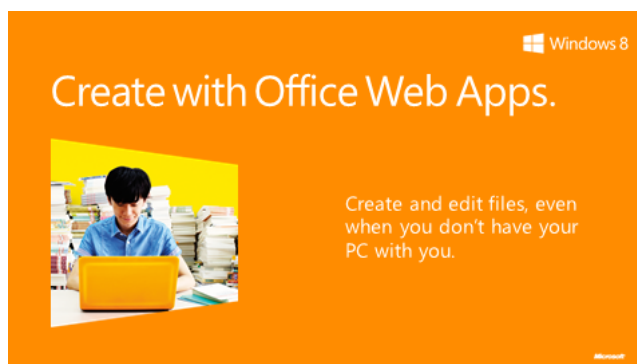 Windows 8
Create with Office Web Apps.
Create and edit files, even
when you don't have your
PC with you.
Microsoft